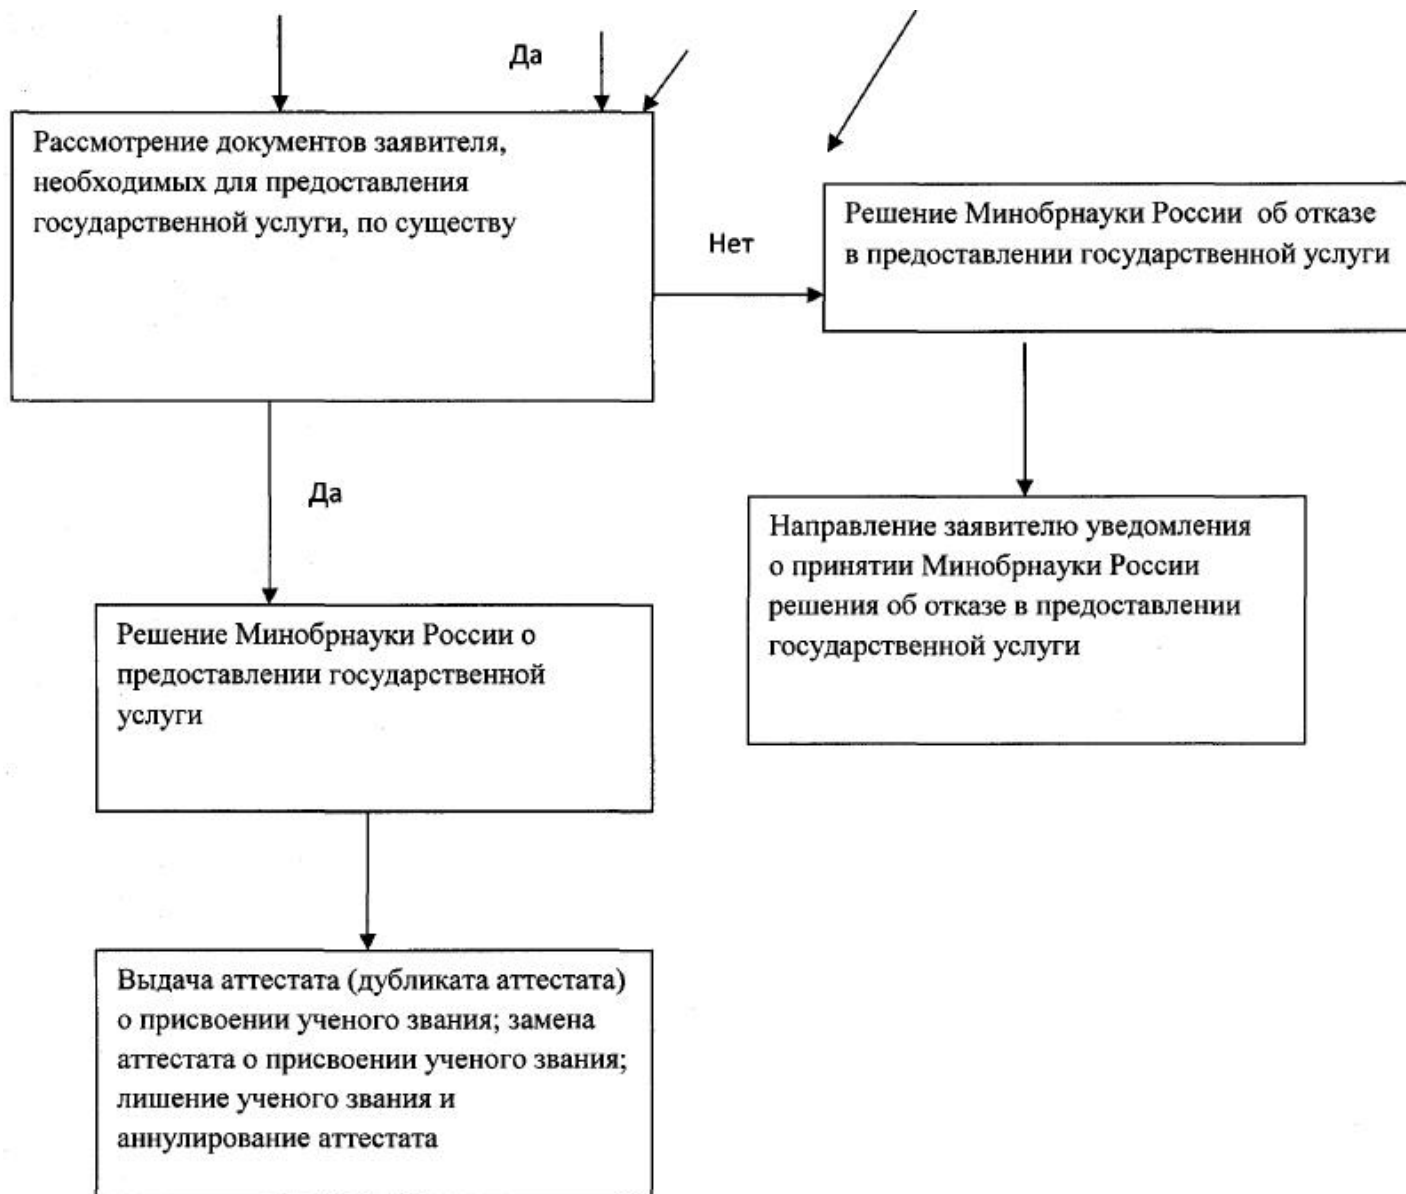 Да
Рассмотрение документов заявителя,
необходимых для предоставления
государственной услуги, по существу
Нет
Решение Минобрнауки России об отказе
в предоставлении государственной услуги
Да
Направление заявителю уведомления
о принятии Минобрнауки России
решения об отказе в предоставлении
государственной услуги
Решение Минобрнауки России о
предоставлении государственной
услуги
Выдача аттестата (дубликата аттестата)
о присвоении ученого звания; замена
аттестата о присвоении ученого звания;
лишение ученого звания и
аннулирование аттестата